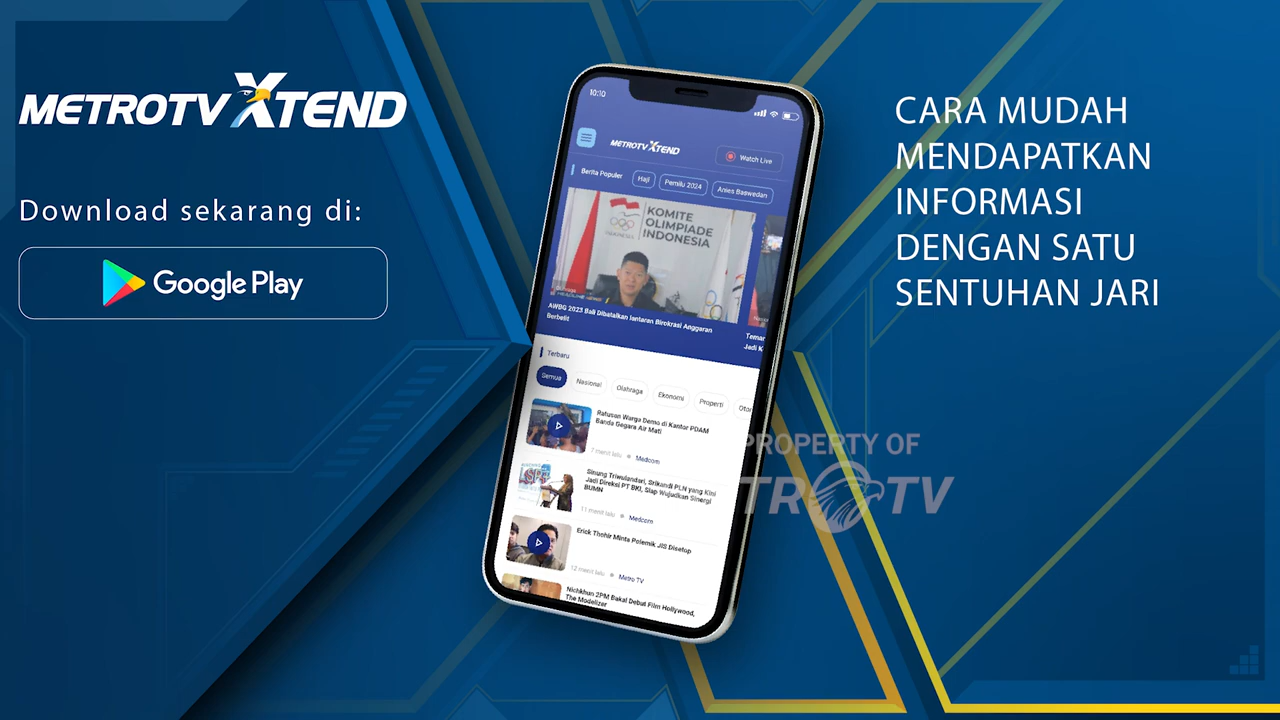 METROTV XTEND
Download sekarang di:
Google Play
10:10
METROTV XTEND
Watch Live
Berita Populer
Haji
Pemilu 2024
Anies Baswedan
KOMITE
OLIMPIADE
INDONESIA
AWBG 2023 Bali Dibatalkan lantaran Birokrasi Anggaran
Berbelit
Teman
Jadi K
Terbaru
Semua
Nasional
Olahraga
Ekonomi
Properti
Otor
Ratusan Warga Demo di Kantor PDAM
Banda Gegara Air Mati
7 menit lalu
Medcom
Sinung Triwulandari, Srikandi PLN yang Kini
Jadi Direksi PT BKI, Siap Wujudkan Sinergi
BUMN
11 menit lalu
Medcom
Erick Thohir Minta Polemik JIS Disetop
12 menit lalu
Metro TV
Nichkhun 2PM Bakal Debut Film Hollywood,
The Modelizer
CARA MUDAH
MENDAPATKAN
INFORMASI
DENGAN SATU
SENTUHAN JARI
PROPERTY OF
TRO TV